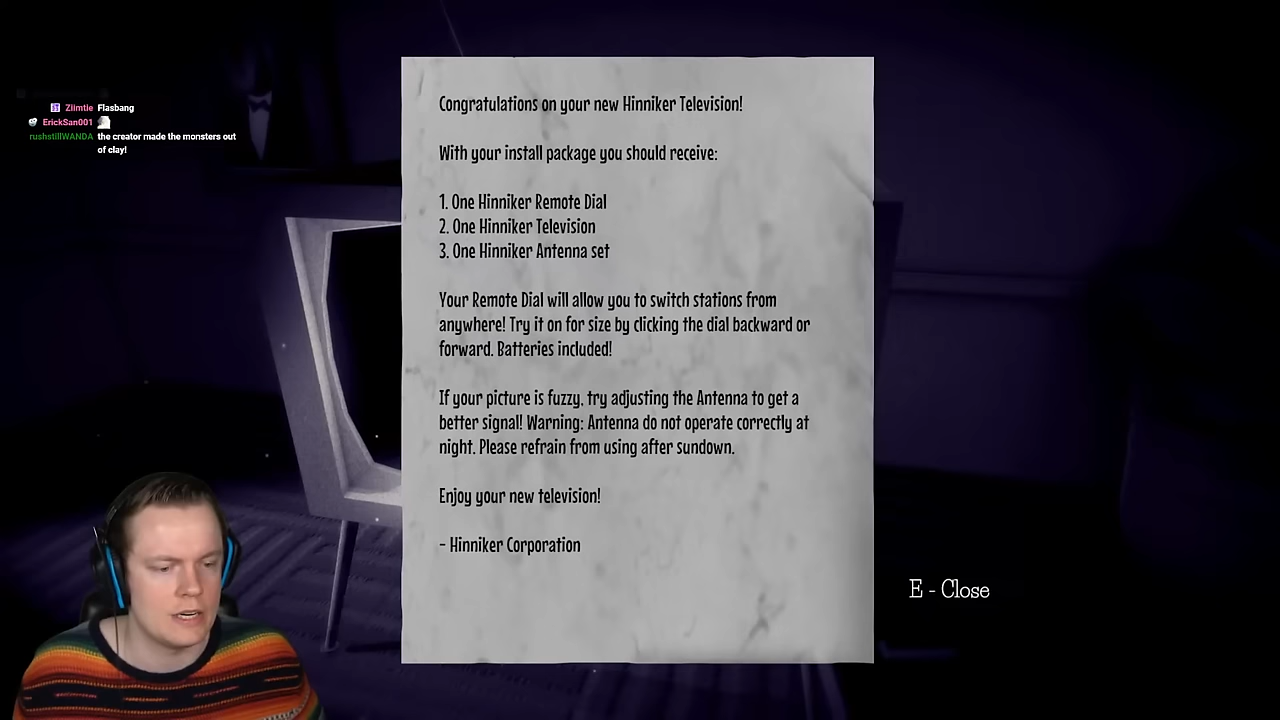 Ziimtie Flasbang
ErickSan001
rushstillWANDA the creator made the monsters out
of clay!
Congratulations on your new Hinniker Television!
With your install package you should receive:
1. One Hinniker Remote Dial
2. One Hinniker Television
3. One Hinniker Antenna set
Your Remote Dial will allow you to switch stations from
anywhere! Try it on for size by clicking the dial backward or
forward. Batteries included!
If your picture is fuzzy, try adjusting the Antenna to get a
better signal! Warning: Antenna do not operate correctly at
night. Please refrain from using after sundown.
Enjoy your new television!
- Hinniker Corporation
E - Close